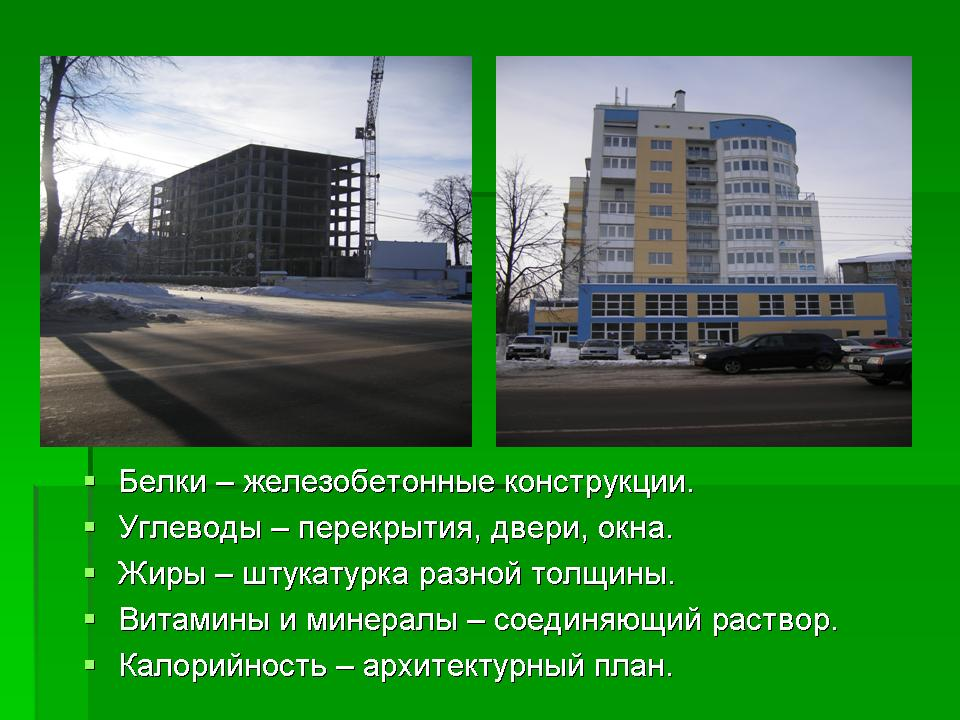 Белки – железобетонные конструкции.
Углеводы – перекрытия, двери, окна.
Жиры – штукатурка разной толщины.
Витамины и минералы – соединяющий раствор.
Калорийность – архитектурный план.